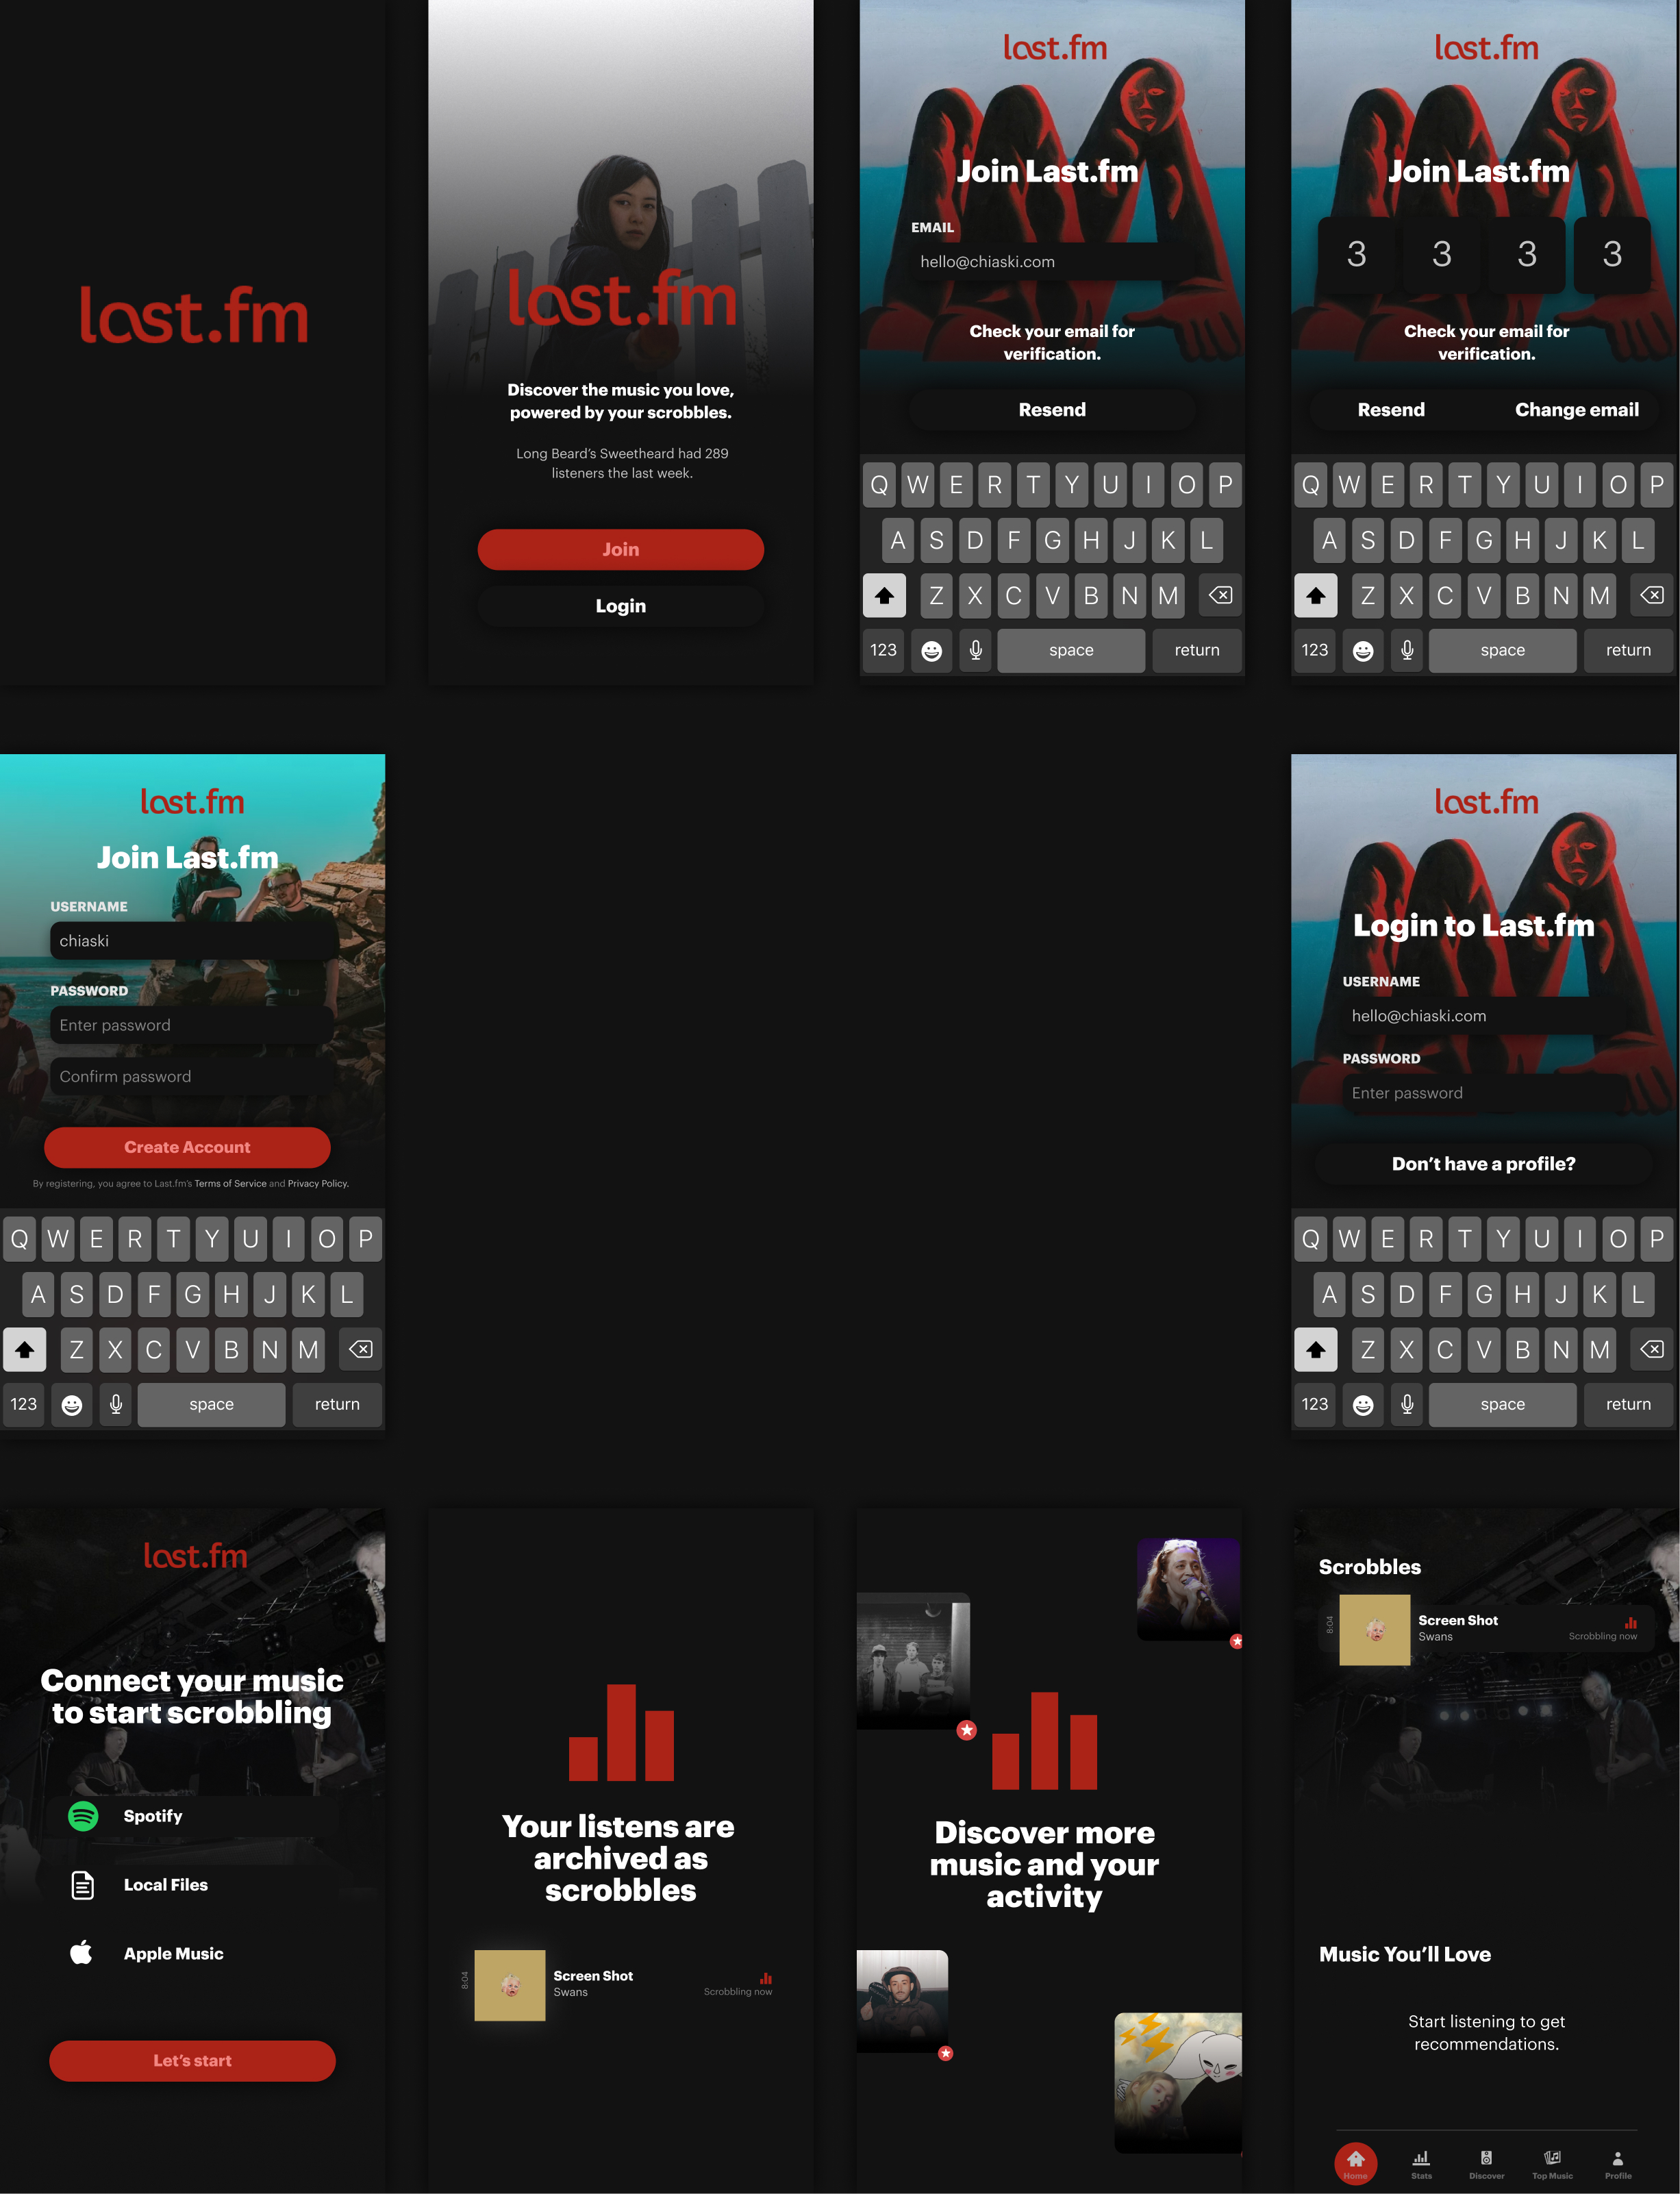 last.fm
last.fm
Discover the music you love,
powered by your scrobbles.
Long Beard's Sweetheard had 289
listeners the last week.
Join
Login
last.fm
Join Last.fm
EMAIL
hello@chiaski.com
Check your email for
verification.
Resend
Q W E R T Y U I O P
A S D F G H J K L
Z X C V B N M
123 space return
last.fm
Join Last.fm
3 3 3 3
Check your email for
verification.
Resend Change email
Q W E R T Y U I O P
A S D F G H J K L
Z X C V B N M
123 space return
last.fm
Join Last.fm
USERNAME
chiaski
PASSWORD
Enter password
Confirm password
Create Account
By registering, you agree to Last.fm's Terms of Service and Privacy Policy.
Q W E R T Y U I O P
A S D F G H J K L
Z X C V B N M
123 space return
last.fm
Login to Last.fm
USERNAME
hello@chiaski.com
PASSWORD
Enter password
Don't have a profile?
Q W E R T Y U I O P
A S D F G H J K L
Z X C V B N M
123 space return
last.fm
Connect your music
to start scrobbling
Spotify
Local Files
Apple Music
Let's start
Your listens are
archived as
scrobbles
8:04
Screen Shot
Swans
Scrobbling now
Discover more
music and your
activity
Scrobbles
8:04
Screen Shot
Swans
Scrobbling now
Music You'll Love
Start listening to get
recommendations.
Home Stats Discover Top Music Profile